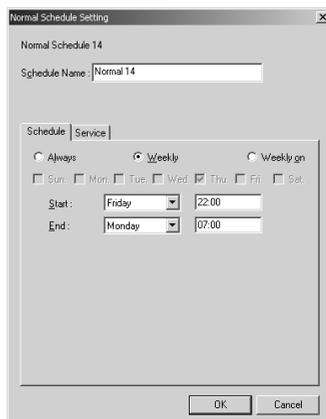 Normal Schedule Setting
Normal Schedule 14
Schedule Name : Normal 14
Schedule Service
Always Weekly Weekly on
Sun. Mon. Tue. Wed. Thu. Fri. Sat.
Start : Friday 22:00
End : Monday 07:00
OK Cancel